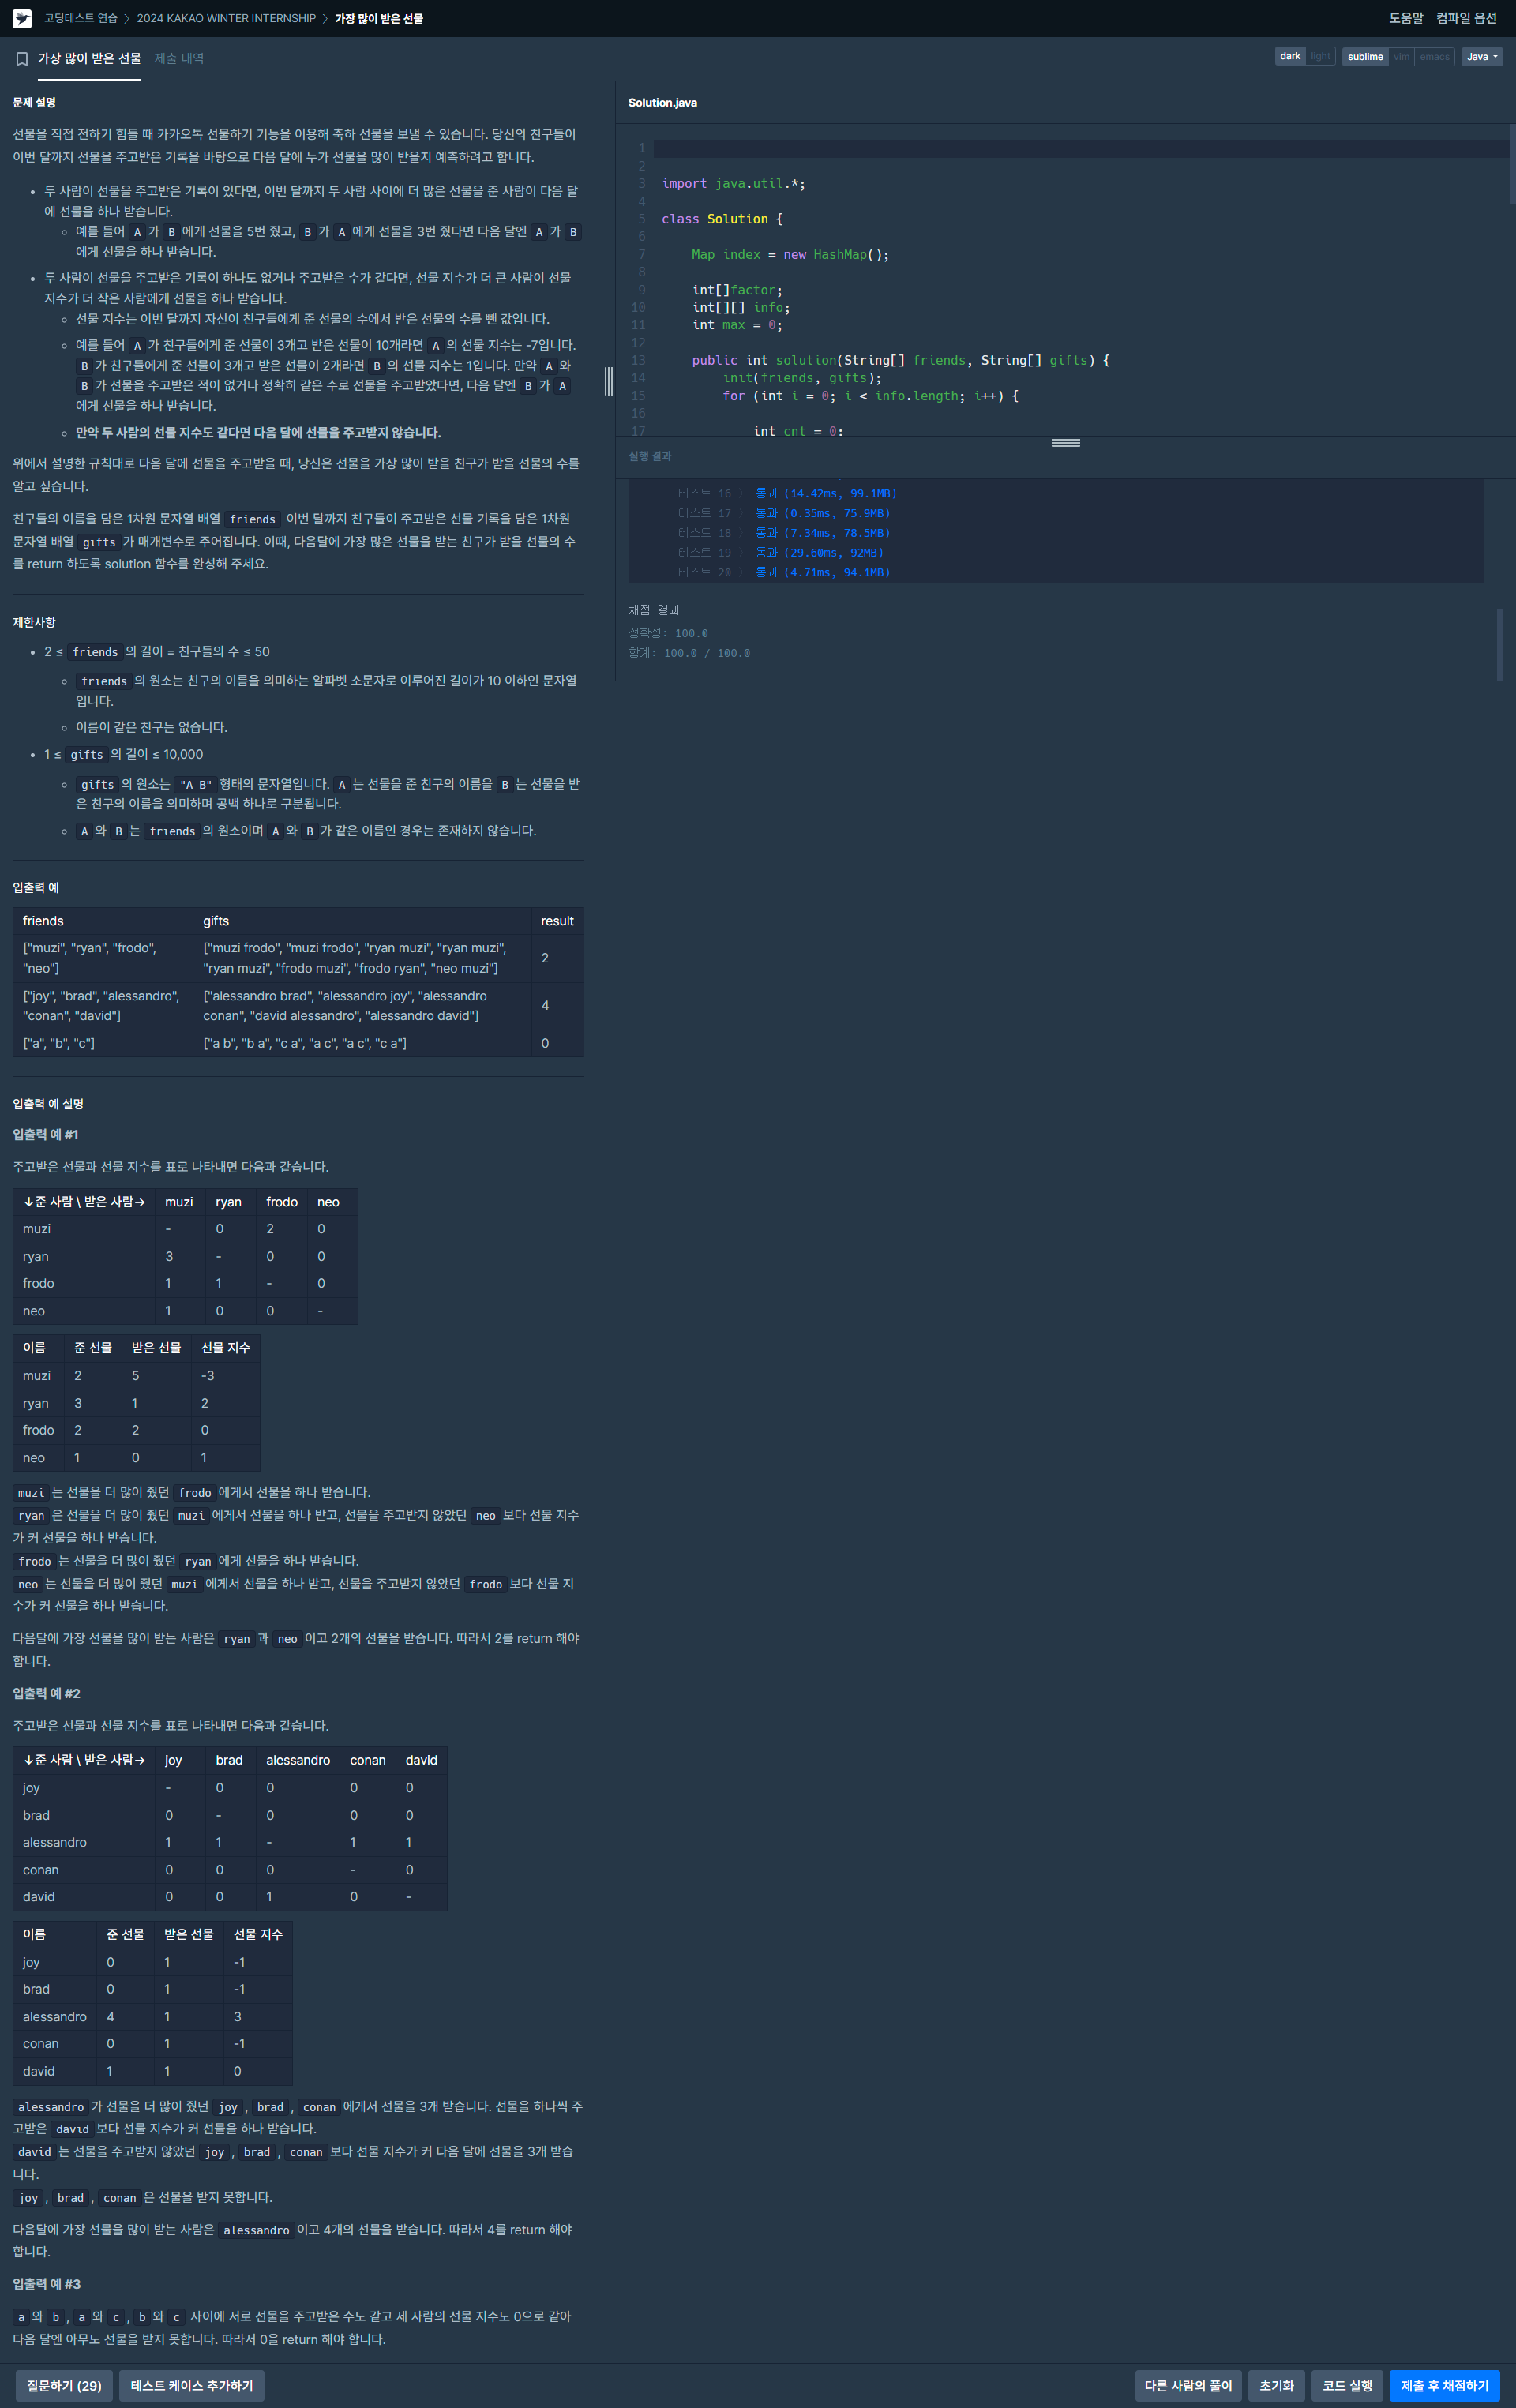 코딩테스트 연습 > 2024 KAKAO WINTER INTERNSHIP > 가장 많이 받은 선물
도움말 컴파일 옵션
가장 많이 받은 선물 제출 내역
dark light sublime vim emacs Java
문제 설명
선물을 직접 전하기 힘들 때 카카오톡 선물하기 기능을 이용해 축하 선물을 보낼 수 있습니다. 당신의 친구들이
이번 달까지 선물을 주고받은 기록을 바탕으로 다음 달에 누가 선물을 많이 받을지 예측하려고 합니다.
두 사람이 선물을 주고받은 기록이 있다면, 이번 달까지 두 사람 사이에 더 많은 선물을 준 사람이 다음 달
에 선물을 하나 받습니다.
예를 들어 A 가 B 에게 선물을 5번 줬고, B 가 A 에게 선물을 3번 줬다면 다음 달엔 A 가 B
에게 선물을 하나 받습니다.
두 사람이 선물을 주고받은 기록이 하나도 없거나 주고받은 수가 같다면, 선물 지수가 더 큰 사람이 선물
지수가 더 작은 사람에게 선물을 하나 받습니다.
선물 지수는 이번 달까지 자신이 친구들에게 준 선물의 수에서 받은 선물의 수를 뺀 값입니다.
예를 들어 A 가 친구들에게 준 선물이 3개고 받은 선물이 10개라면 A 의 선물 지수는 -7입니다.
B 가 친구들에게 준 선물이 3개고 받은 선물이 2개라면 B 의 선물 지수는 1입니다. 만약 A 와
B 가 선물을 주고받은 적이 없거나 정확히 같은 수로 선물을 주고받았다면, 다음 달엔 B 가 A
에게 선물을 하나 받습니다.
만약 두 사람의 선물 지수도 같다면 다음 달에 선물을 주고받지 않습니다.
위에서 설명한 규칙대로 다음 달에 선물을 주고받을 때, 당신은 선물을 가장 많이 받을 친구가 받을 선물의 수를
알고 싶습니다.
친구들의 이름을 담은 1차원 문자열 배열 friends 이번 달까지 친구들이 주고받은 선물 기록을 담은 1차원
문자열 배열 gifts 가 매개변수로 주어집니다. 이때, 다음달에 가장 많은 선물을 받는 친구가 받을 선물의 수
를 return 하도록 solution 함수를 완성해 주세요.
제한사항
2 ≤ friends 의 길이 = 친구들의 수 ≤ 50
friends 의 원소는 친구의 이름을 의미하는 알파벳 소문자로 이루어진 길이가 10 이하인 문자열
입니다.
이름이 같은 친구는 없습니다.
1 ≤ gifts 의 길이 ≤ 10,000
gifts 의 원소는 "A B" 형태의 문자열입니다. A 는 선물을 준 친구의 이름을 B 는 선물을 받
은 친구의 이름을 의미하며 공백 하나로 구분됩니다.
A 와 B 는 friends 의 원소이며 A 와 B 가 같은 이름인 경우는 존재하지 않습니다.
입출력 예
friends gifts result
["muzi", "ryan", "frodo", ["muzi frodo", "muzi frodo", "ryan muzi", "ryan muzi", 2
"neo"] "ryan muzi", "frodo muzi", "frodo ryan", "neo muzi"]
["joy", "brad", "alessandro", ["alessandro brad", "alessandro joy", "alessandro 4
"conan", "david"] conan", "david alessandro", "alessandro david"]
["a", "b", "c"] ["a b", "b a", "c a", "a c", "a c", "c a"] 0
입출력 예 설명
입출력 예 #1
주고받은 선물과 선물 지수를 표로 나타내면 다음과 같습니다.
↓준 사람 \ 받은 사람→ muzi ryan frodo neo
muzi - 0 2 0
ryan 3 - 0 0
frodo 1 1 - 0
neo 1 0 0 -
이름 준 선물 받은 선물 선물 지수
muzi 2 5 -3
ryan 3 1 2
frodo 2 2 0
neo 1 0 1
muzi 는 선물을 더 많이 줬던 frodo 에게서 선물을 하나 받습니다.
ryan 은 선물을 더 많이 줬던 muzi 에게서 선물을 하나 받고, 선물을 주고받지 않았던 neo 보다 선물 지수
가 커 선물을 하나 받습니다.
frodo 는 선물을 더 많이 줬던 ryan 에게 선물을 하나 받습니다.
neo 는 선물을 더 많이 줬던 muzi 에게서 선물을 하나 받고, 선물을 주고받지 않았던 frodo 보다 선물 지
수가 커 선물을 하나 받습니다.
다음달에 가장 선물을 많이 받는 사람은 ryan 과 neo 이고 2개의 선물을 받습니다. 따라서 2를 return 해야
합니다.
입출력 예 #2
주고받은 선물과 선물 지수를 표로 나타내면 다음과 같습니다.
↓준 사람 \ 받은 사람→ joy brad alessandro conan david
joy - 0 0 0 0
brad 0 - 0 0 0
alessandro 1 1 - 1 1
conan 0 0 0 - 0
david 0 0 1 0 -
이름 준 선물 받은 선물 선물 지수
joy 0 1 -1
brad 0 1 -1
alessandro 4 1 3
conan 0 1 -1
david 1 1 0
alessandro 가 선물을 더 많이 줬던 joy , brad , conan 에게서 선물을 3개 받습니다. 선물을 하나씩 주
고받은 david 보다 선물 지수가 커 선물을 하나 받습니다.
david 는 선물을 주고받지 않았던 joy , brad , conan 보다 선물 지수가 커 다음 달에 선물을 3개 받습
니다.
joy , brad , conan 은 선물을 받지 못합니다.
다음달에 가장 선물을 많이 받는 사람은 alessandro 이고 4개의 선물을 받습니다. 따라서 4를 return 해야
합니다.
입출력 예 #3
a 와 b , a 와 c , b 와 c 사이에 서로 선물을 주고받은 수도 같고 세 사람의 선물 지수도 0으로 같아
다음 달엔 아무도 선물을 받지 못합니다. 따라서 0을 return 해야 합니다.
Solution.java
1
2
3 import java.util.*;
4
5 class Solution {
6
7 Map index = new HashMap();
8
9 int[]factor;
10 int[][] info;
11 int max = 0;
12
13 public int solution(String[] friends, String[] gifts) {
14 init(friends, gifts);
15 for (int i = 0; i < info.length; i++) {
16
17 int cnt = 0;
실행 결과
테스트 16 > 통과 (14.42ms, 99.1MB)
테스트 17 > 통과 (0.35ms, 75.9MB)
테스트 18 > 통과 (7.34ms, 78.5MB)
테스트 19 > 통과 (29.60ms, 92MB)
테스트 20 > 통과 (4.71ms, 94.1MB)
채점 결과
정확성: 100.0
합계: 100.0 / 100.0
질문하기 (29) 테스트 케이스 추가하기 다른 사람의 풀이 초기화 코드 실행 제출 후 채점하기